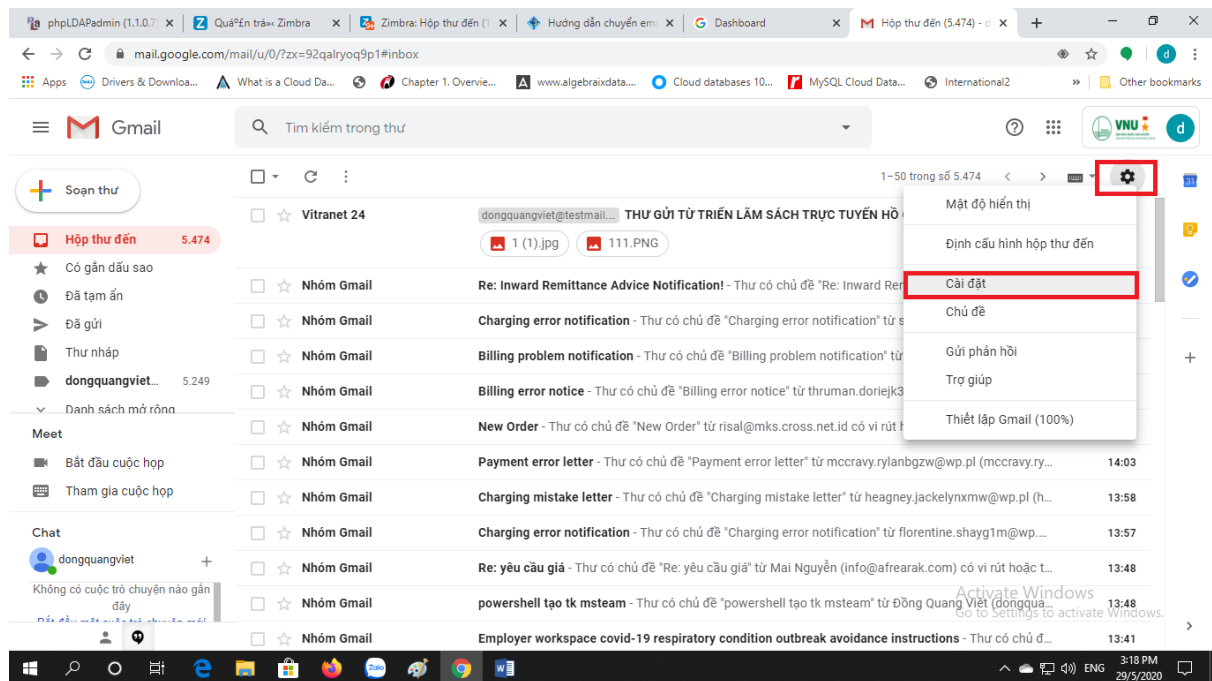 phpLDAPadmin (1.1.0.7)
Quáº£n trá»‹ Zimbra
Zimbra: Hộp thư đến (1
Hướng dẫn chuyển ema
Dashboard
Hộp thư đến (5.474) - d
mail.google.com/mail/u/0/?zx=92qalryoq9p1#inbox
d
Apps
Drivers & Downloa...
What is a Cloud Da...
Chapter 1. Overvie...
www.algebraixdata....
Cloud databases 10...
MySQL Cloud Data...
International2
»
Other bookmarks
Gmail
Tìm kiếm trong thư
VNU
d
Soạn thư
1–50 trong số 5.474
31
Hộp thư đến 5.474
Có gắn dấu sao
Đã tạm ẩn
Đã gửi
Thư nháp
dongquangviet... 5.249
Danh sách mở rộng
Meet
Bắt đầu cuộc họp
Tham gia cuộc họp
Chat
dongquangviet
Không có cuộc trò chuyện nào gần
đây
Bắt đầu một cuộc trò chuyện mới
Vitranet 24 dongquangviet@testmail.... THƯ GỬI TỪ TRIỂN LÃM SÁCH TRỰC TUYẾN HỒ
1 (1).jpg 111.PNG
Nhóm Gmail Re: Inward Remittance Advice Notification! - Thư có chủ đề "Re: Inward Rem
Nhóm Gmail Charging error notification - Thư có chủ đề "Charging error notification" từ s
Nhóm Gmail Billing problem notification - Thư có chủ đề "Billing problem notification" từ
Nhóm Gmail Billing error notice - Thư có chủ đề "Billing error notice" từ thruman.doriejk3
Nhóm Gmail New Order - Thư có chủ đề "New Order" từ risal@mks.cross.net.id có vi rút h
Nhóm Gmail Payment error letter - Thư có chủ đề "Payment error letter" từ mccravy.rylanbgzw@wp.pl (mccravy.ry... 14:03
Nhóm Gmail Charging mistake letter - Thư có chủ đề "Charging mistake letter" từ heagney.jackelynxmw@wp.pl (h... 13:58
Nhóm Gmail Charging error notification - Thư có chủ đề "Charging error notification" từ florentine.shayg1m@wp.... 13:57
Nhóm Gmail Re: yêu cầu giá - Thư có chủ đề "Re: yêu cầu giá" từ Mai Nguyễn (info@afrearak.com) có vi rút hoặc t... 13:48
Nhóm Gmail powershell tạo tk msteam - Thư có chủ đề "powershell tạo tk msteam" từ Đồng Quang Viết (dongqua... 13:48
Nhóm Gmail Employer workspace covid-19 respiratory condition outbreak avoidance instructions - Thư có chủ đ... 13:41
Mật độ hiển thị
Định cấu hình hộp thư đến
Cài đặt
Chủ đề
Gửi phản hồi
Trợ giúp
Thiết lập Gmail (100%)
Activate Windows
Go to Settings to activate Windows.
Zalo
ENG
3:18 PM
29/5/2020